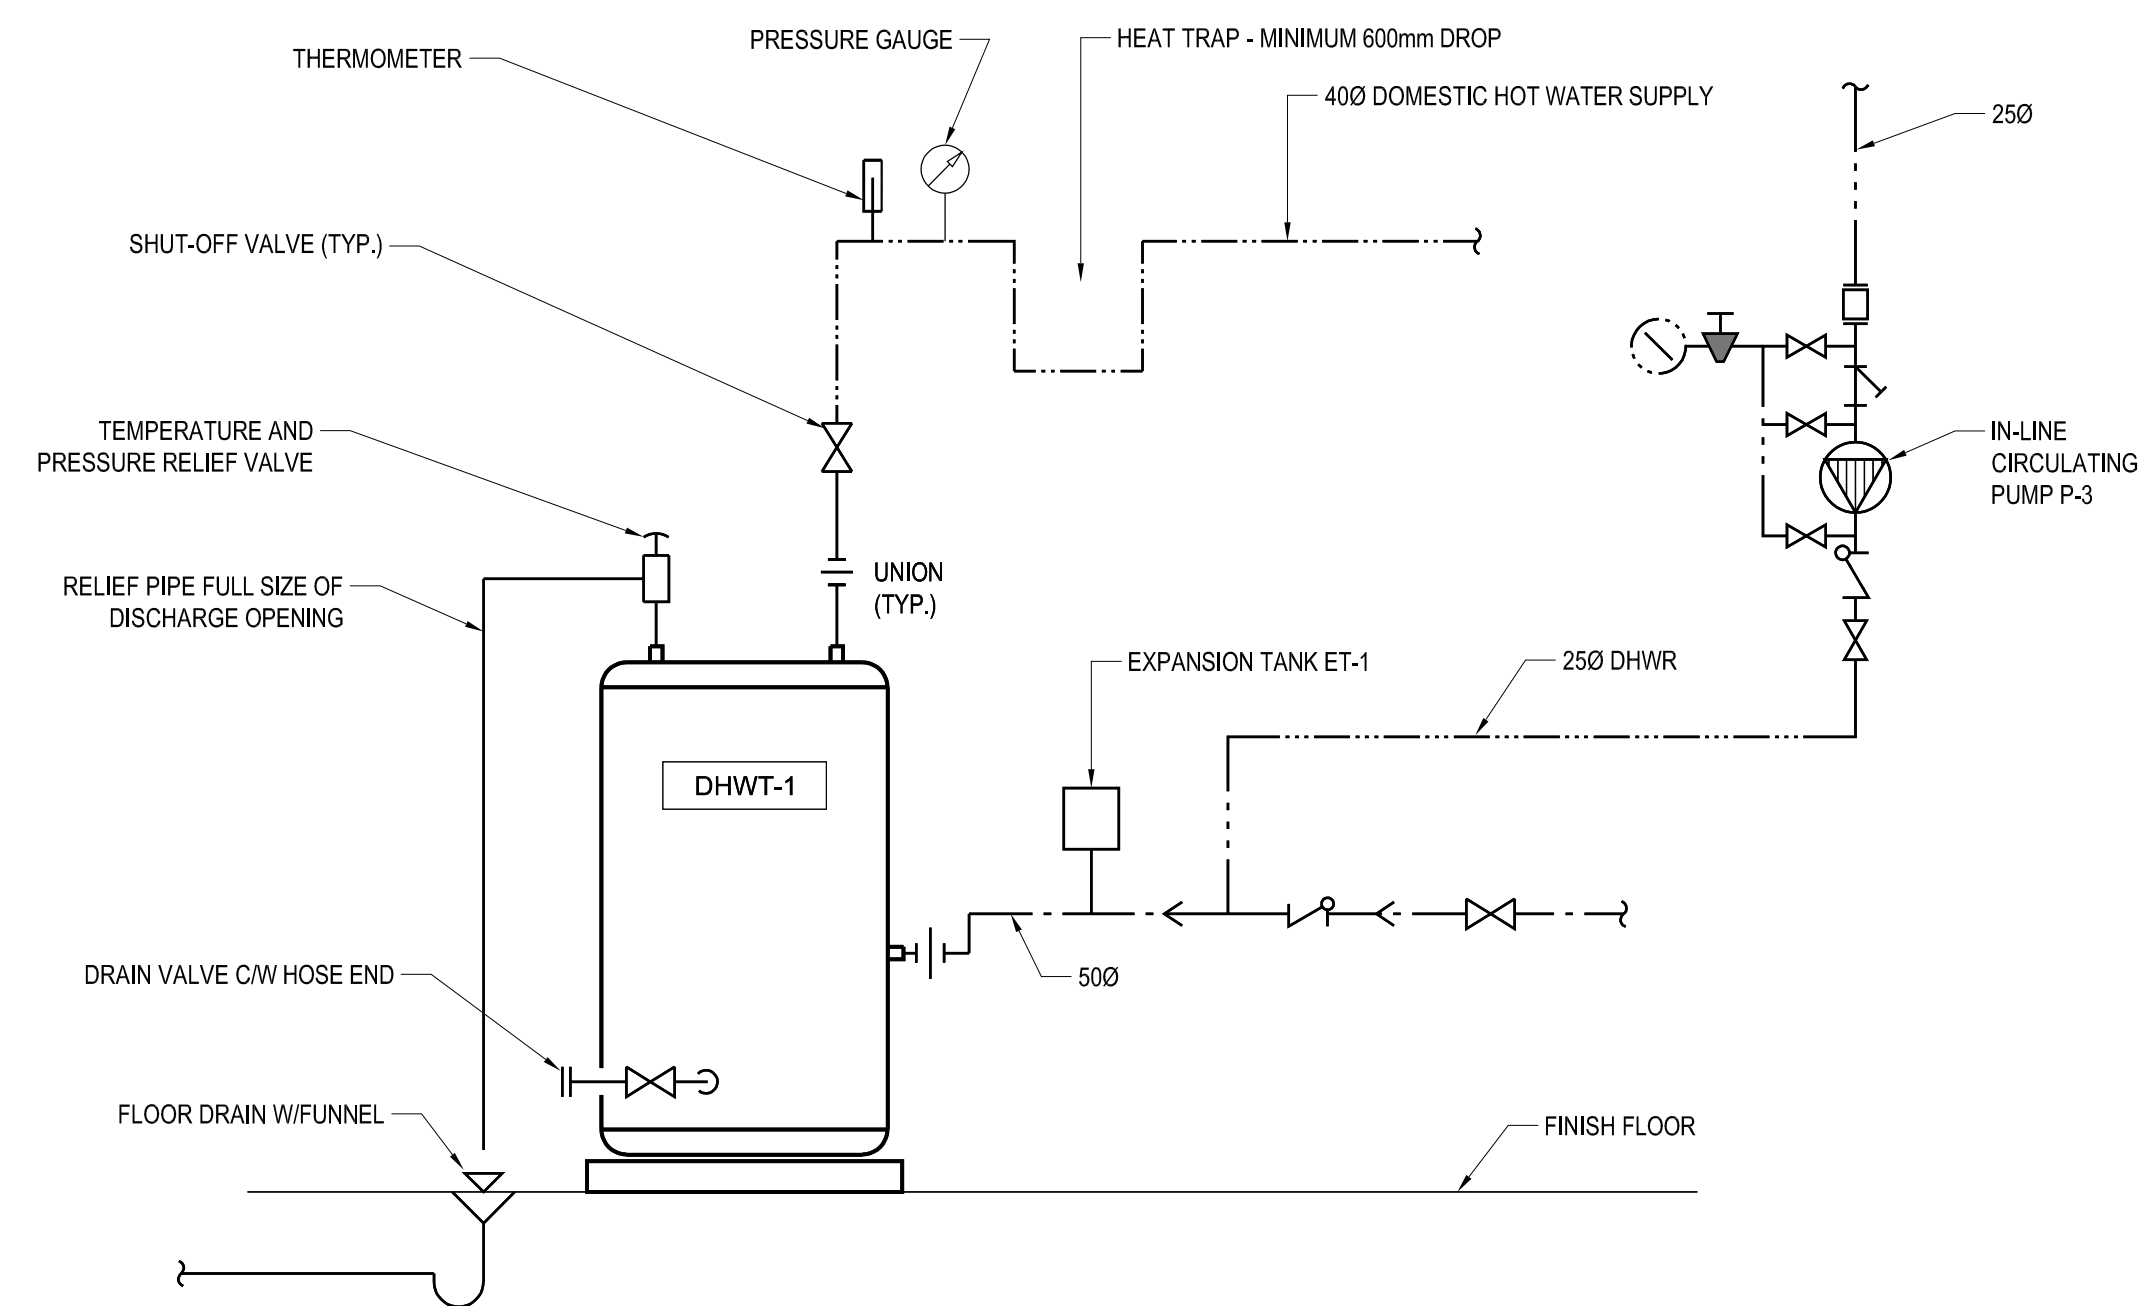 PRESSURE GAUGE
HEAT TRAP - MINIMUM 600mm DROP
THERMOMETER
40Ø DOMESTIC HOT WATER SUPPLY
25Ø
SHUT-OFF VALVE (TYP.)
TEMPERATURE AND
PRESSURE RELIEF VALVE
IN-LINE
CIRCULATING
PUMP P-3
UNION
(TYP.)
RELIEF PIPE FULL SIZE OF
DISCHARGE OPENING
EXPANSION TANK ET-1
25Ø DHWR
DHWT-1
DRAIN VALVE C/W HOSE END
50Ø
FLOOR DRAIN W/FUNNEL
FINISH FLOOR